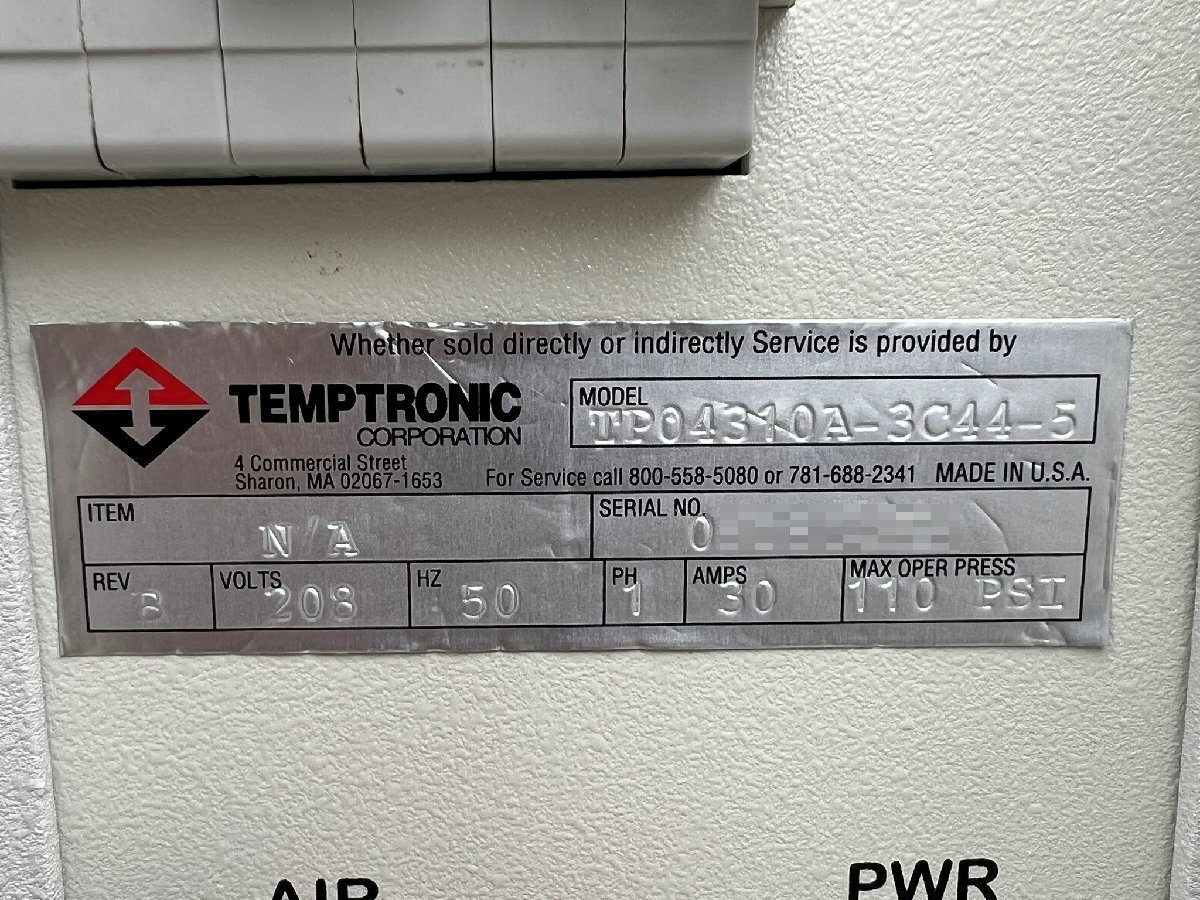 Whether sold directly or indirectly Service is provided by
TEMPTRONIC
CORPORATION
MODEL
TP04310A-3C44-5
4 Commercial Street
Sharon, MA 02067-1653
For Service call 800-558-5080 or 781-688-2341 MADE IN U.S.A.
ITEM
N/A
SERIAL NO.
0
REV
B
VOLTS
208
HZ
50
PH
1
AMPS
30
MAX OPER PRESS
110 PSI
AIR
PWR